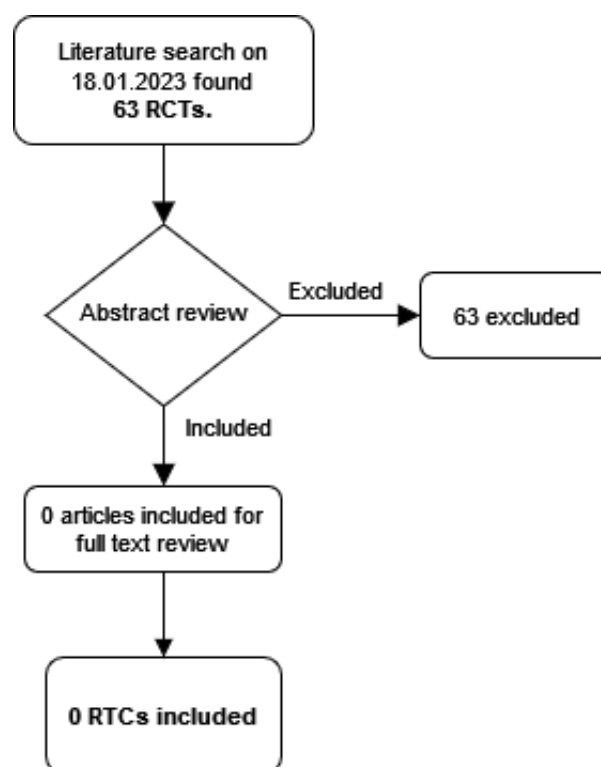 Literature search on
18.01.2023 found
63 RCTs.
Abstract review
Excluded
63 excluded
Included
0 articles included for
full text review
0 RTCs included